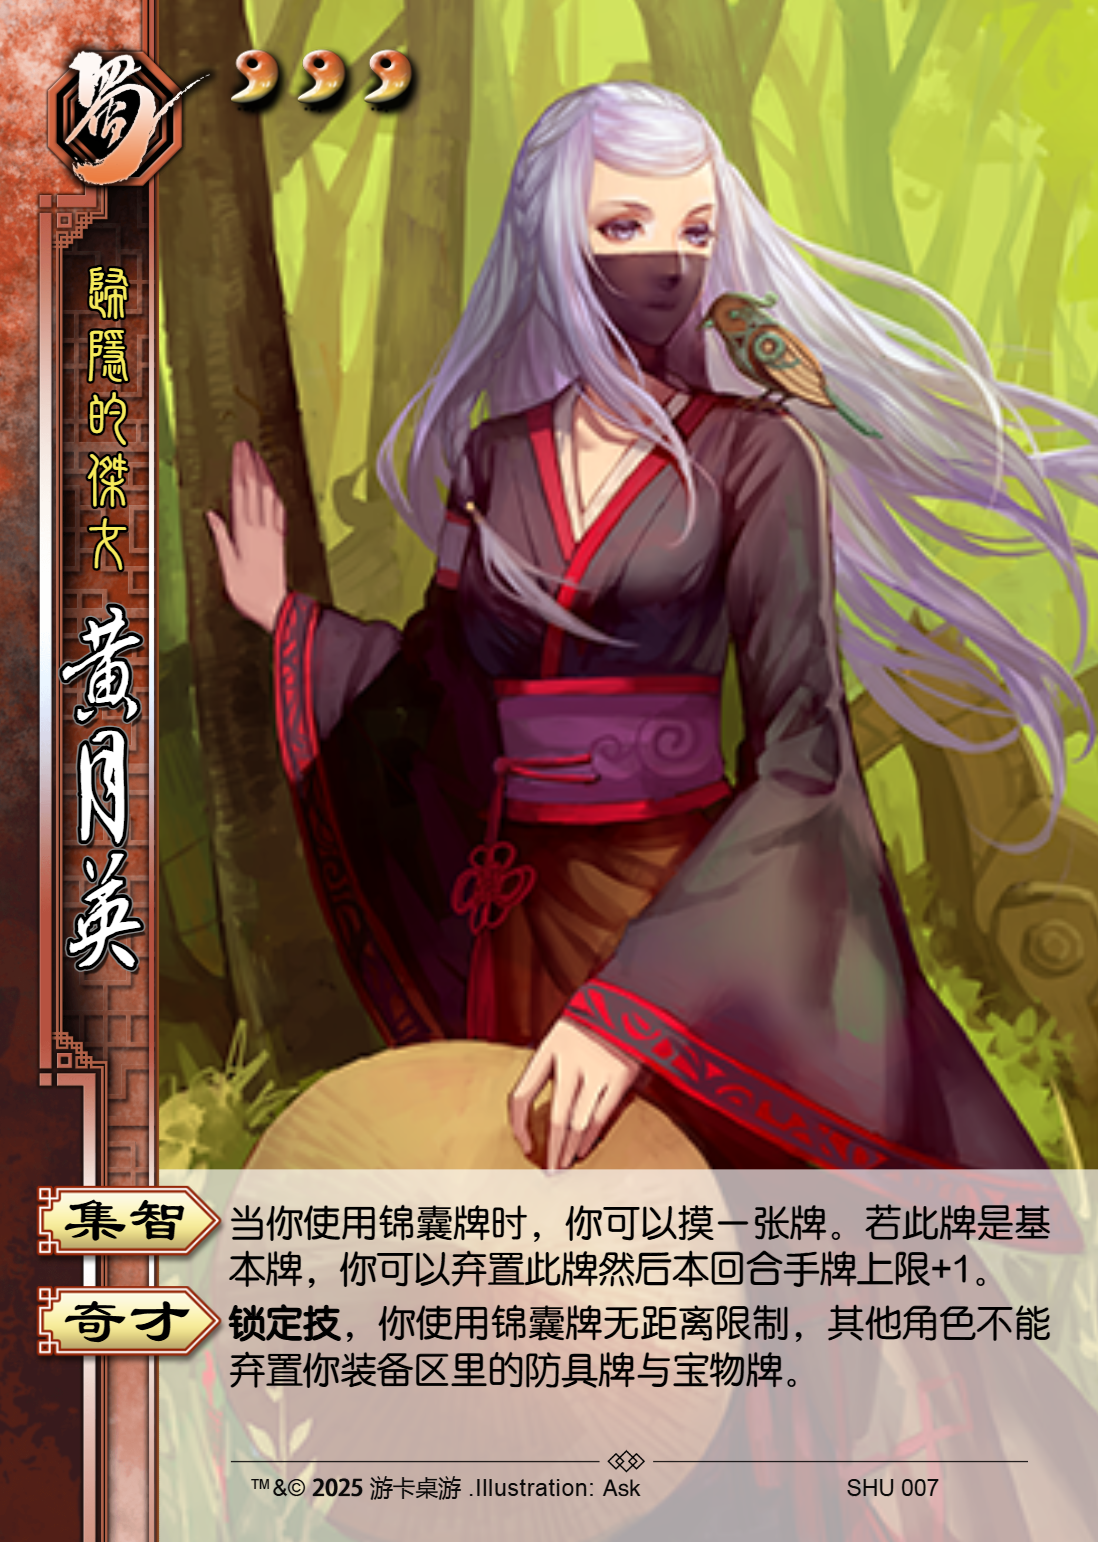 蜀
歸隱的傑女
黄月英
集智
当你使用锦囊牌时，你可以摸一张牌。若此牌是基
本牌，你可以弃置此牌然后本回合手牌上限+1。
奇才
锁定技，你使用锦囊牌无距离限制，其他角色不能
弃置你装备区里的防具牌与宝物牌。
™&© 2025 游卡桌游 .Illustration: Ask
SHU 007